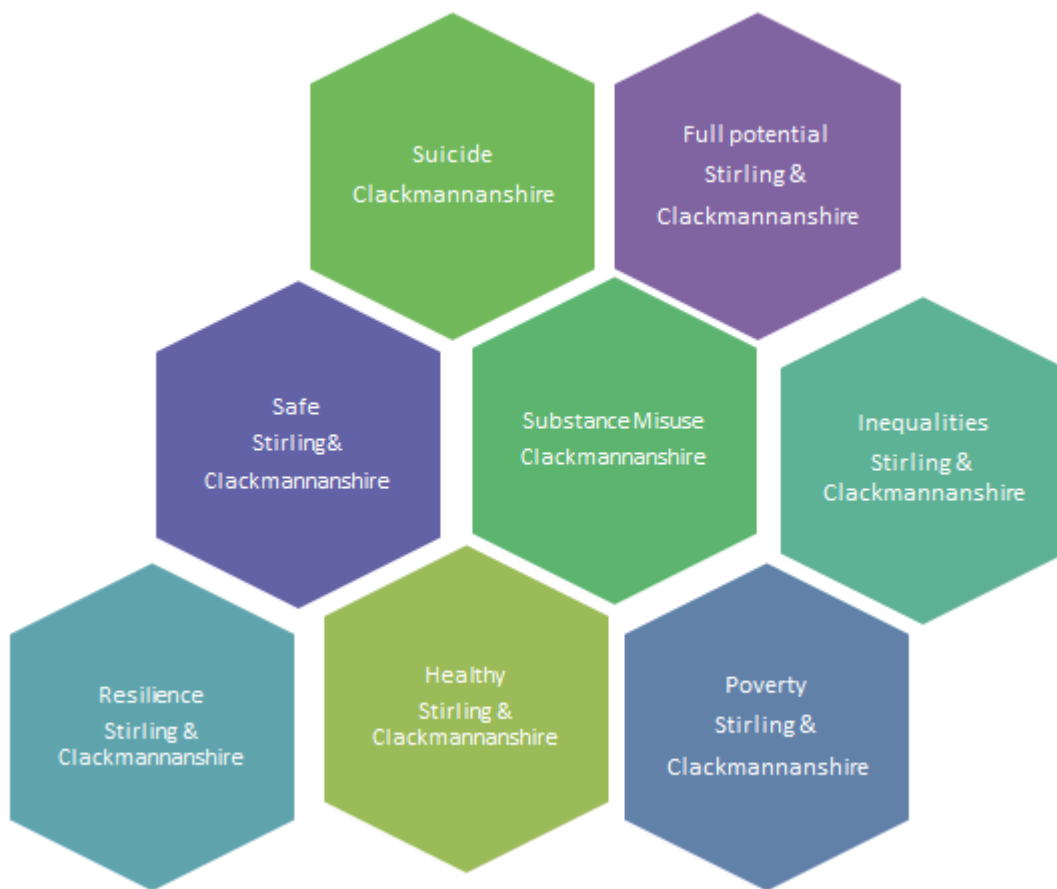 Suicide
Clackmannanshire
Full potential
Stirling &
Clackmannanshire
Safe
Stirling&
Clackmannanshire
Substance Misuse
Clackmannanshire
Inequalities
Stirling &
Clackmannanshire
Resilience
Stirling &
Clackmannanshire
Healthy
Stirling &
Clackmannanshire
Poverty
Stirling &
Clackmannanshire